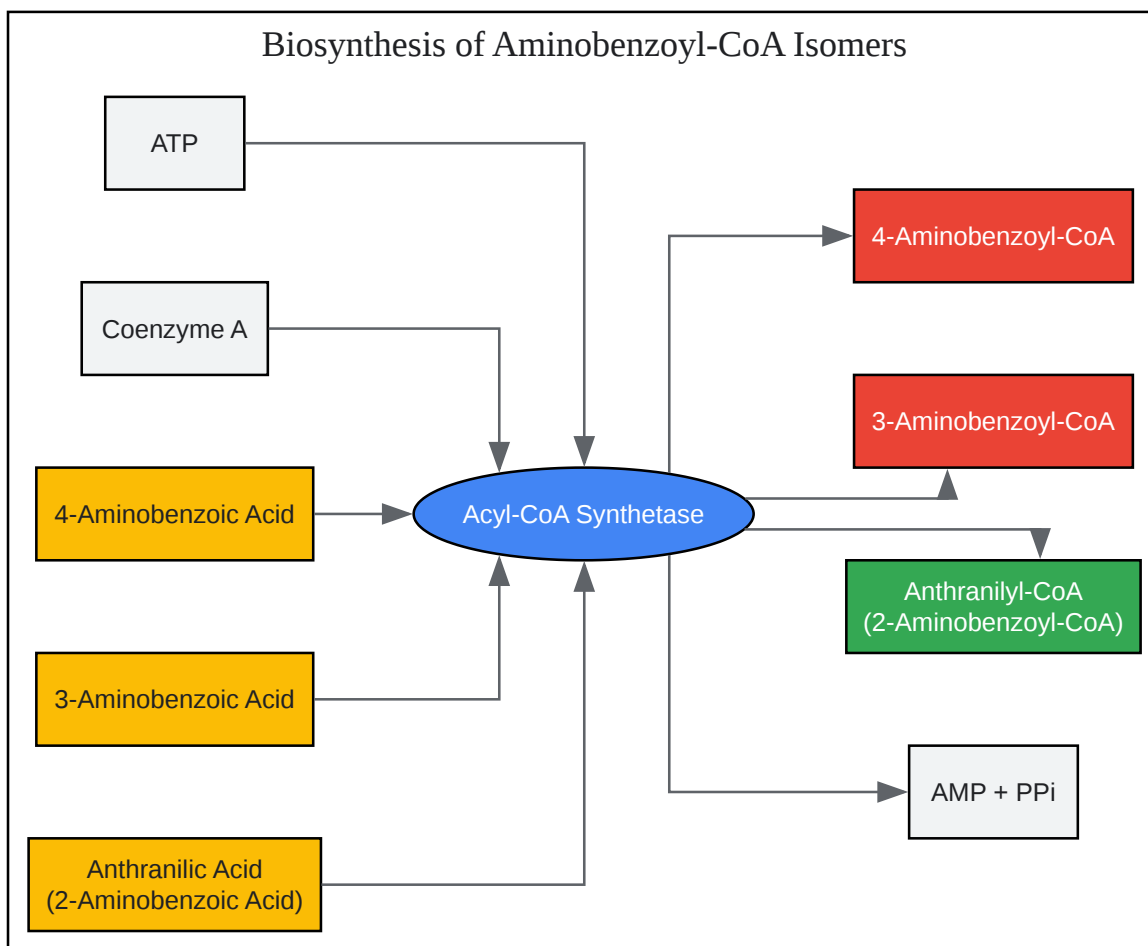 Biosynthesis of Aminobenzoyl-CoA Isomers
ATP
Coenzyme A
4-Aminobenzoic Acid
3-Aminobenzoic Acid
Anthranilic Acid
(2-Aminobenzoic Acid)
Acyl-CoA Synthetase
4-Aminobenzoyl-CoA
3-Aminobenzoyl-CoA
Anthranilyl-CoA
(2-Aminobenzoyl-CoA)
AMP + PPi